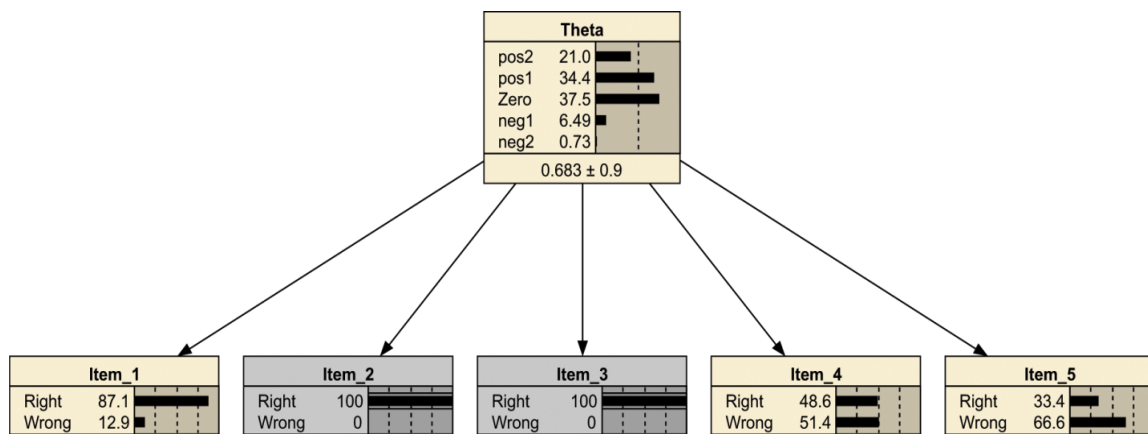 Theta
pos2 21.0
pos1 34.4
Zero 37.5
neg1 6.49
neg2 0.73
0.683 ± 0.9
Item_1
Right 87.1
Wrong 12.9
Item_2
Right 100
Wrong 0
Item_3
Right 100
Wrong 0
Item_4
Right 48.6
Wrong 51.4
Item_5
Right 33.4
Wrong 66.6